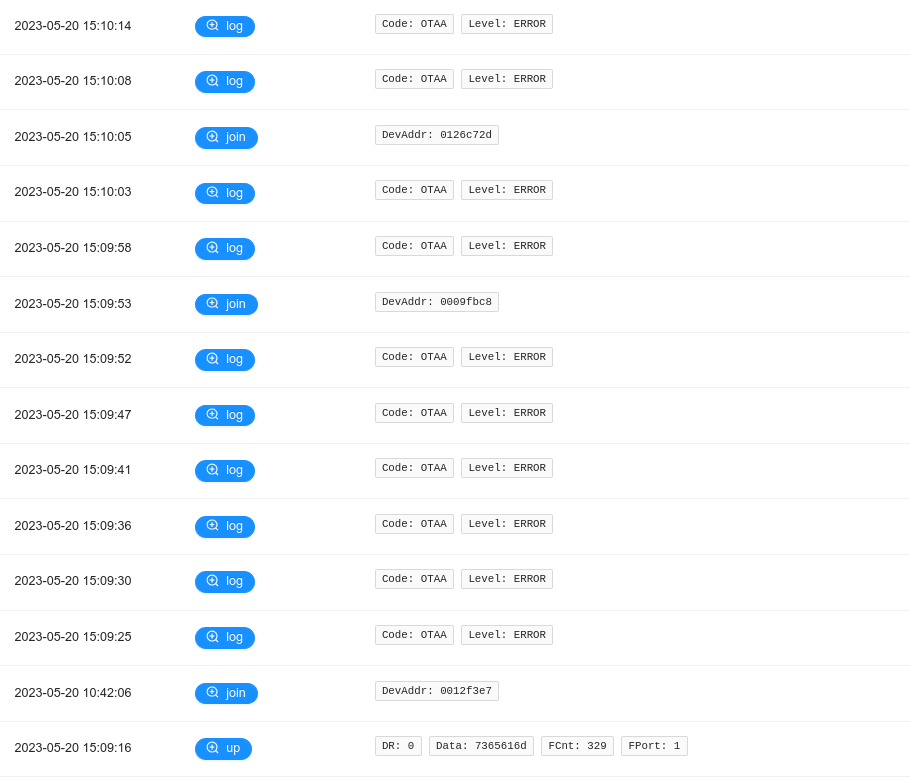 2023-05-20 15:10:14 log Code: OTAA Level: ERROR
2023-05-20 15:10:08 log Code: OTAA Level: ERROR
2023-05-20 15:10:05 join DevAddr: 0126c72d
2023-05-20 15:10:03 log Code: OTAA Level: ERROR
2023-05-20 15:09:58 log Code: OTAA Level: ERROR
2023-05-20 15:09:53 join DevAddr: 0009fbc8
2023-05-20 15:09:52 log Code: OTAA Level: ERROR
2023-05-20 15:09:47 log Code: OTAA Level: ERROR
2023-05-20 15:09:41 log Code: OTAA Level: ERROR
2023-05-20 15:09:36 log Code: OTAA Level: ERROR
2023-05-20 15:09:30 log Code: OTAA Level: ERROR
2023-05-20 15:09:25 log Code: OTAA Level: ERROR
2023-05-20 10:42:06 join DevAddr: 0012f3e7
2023-05-20 15:09:16 up DR: 0 Data: 7365616d FCnt: 329 FPort: 1